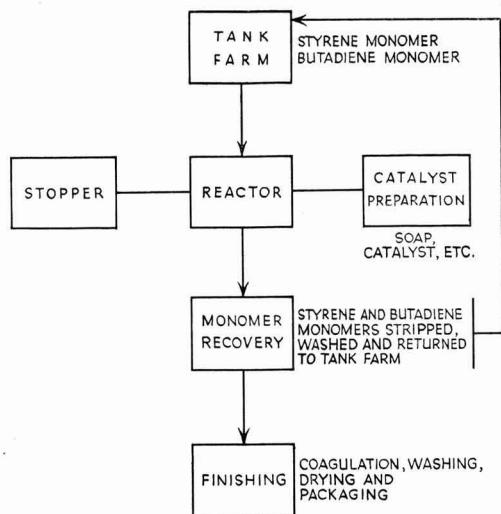 TANK
FARM
STYRENE MONOMER
BUTADIENE MONOMER
STOPPER
REACTOR
CATALYST
PREPARATION
SOAP,
CATALYST, ETC.
MONOMER
RECOVERY
STYRENE AND BUTADIENE
MONOMERS STRIPPED,
WASHED AND RETURNED
TO TANK FARM
FINISHING
COAGULATION, WASHING,
DRYING AND
PACKAGING